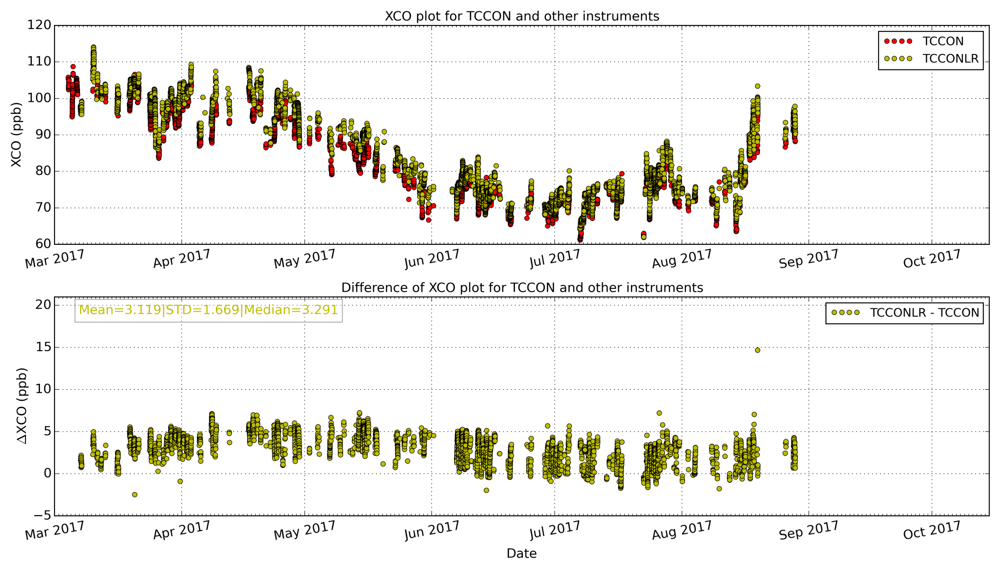 XCO plot for TCCON and other instruments
120
110
100
90
80
70
60
XCO (ppb)
TCCON
TCCONLR
Mar 2017
Apr 2017
May 2017
Jun 2017
Jul 2017
Aug 2017
Sep 2017
Oct 2017
Difference of XCO plot for TCCON and other instruments
20
15
10
5
0
−5
ΔXCO (ppb)
Mean=3.119|STD=1.669|Median=3.291
TCCONLR - TCCON
Mar 2017
Apr 2017
May 2017
Jun 2017
Jul 2017
Aug 2017
Sep 2017
Oct 2017
Date